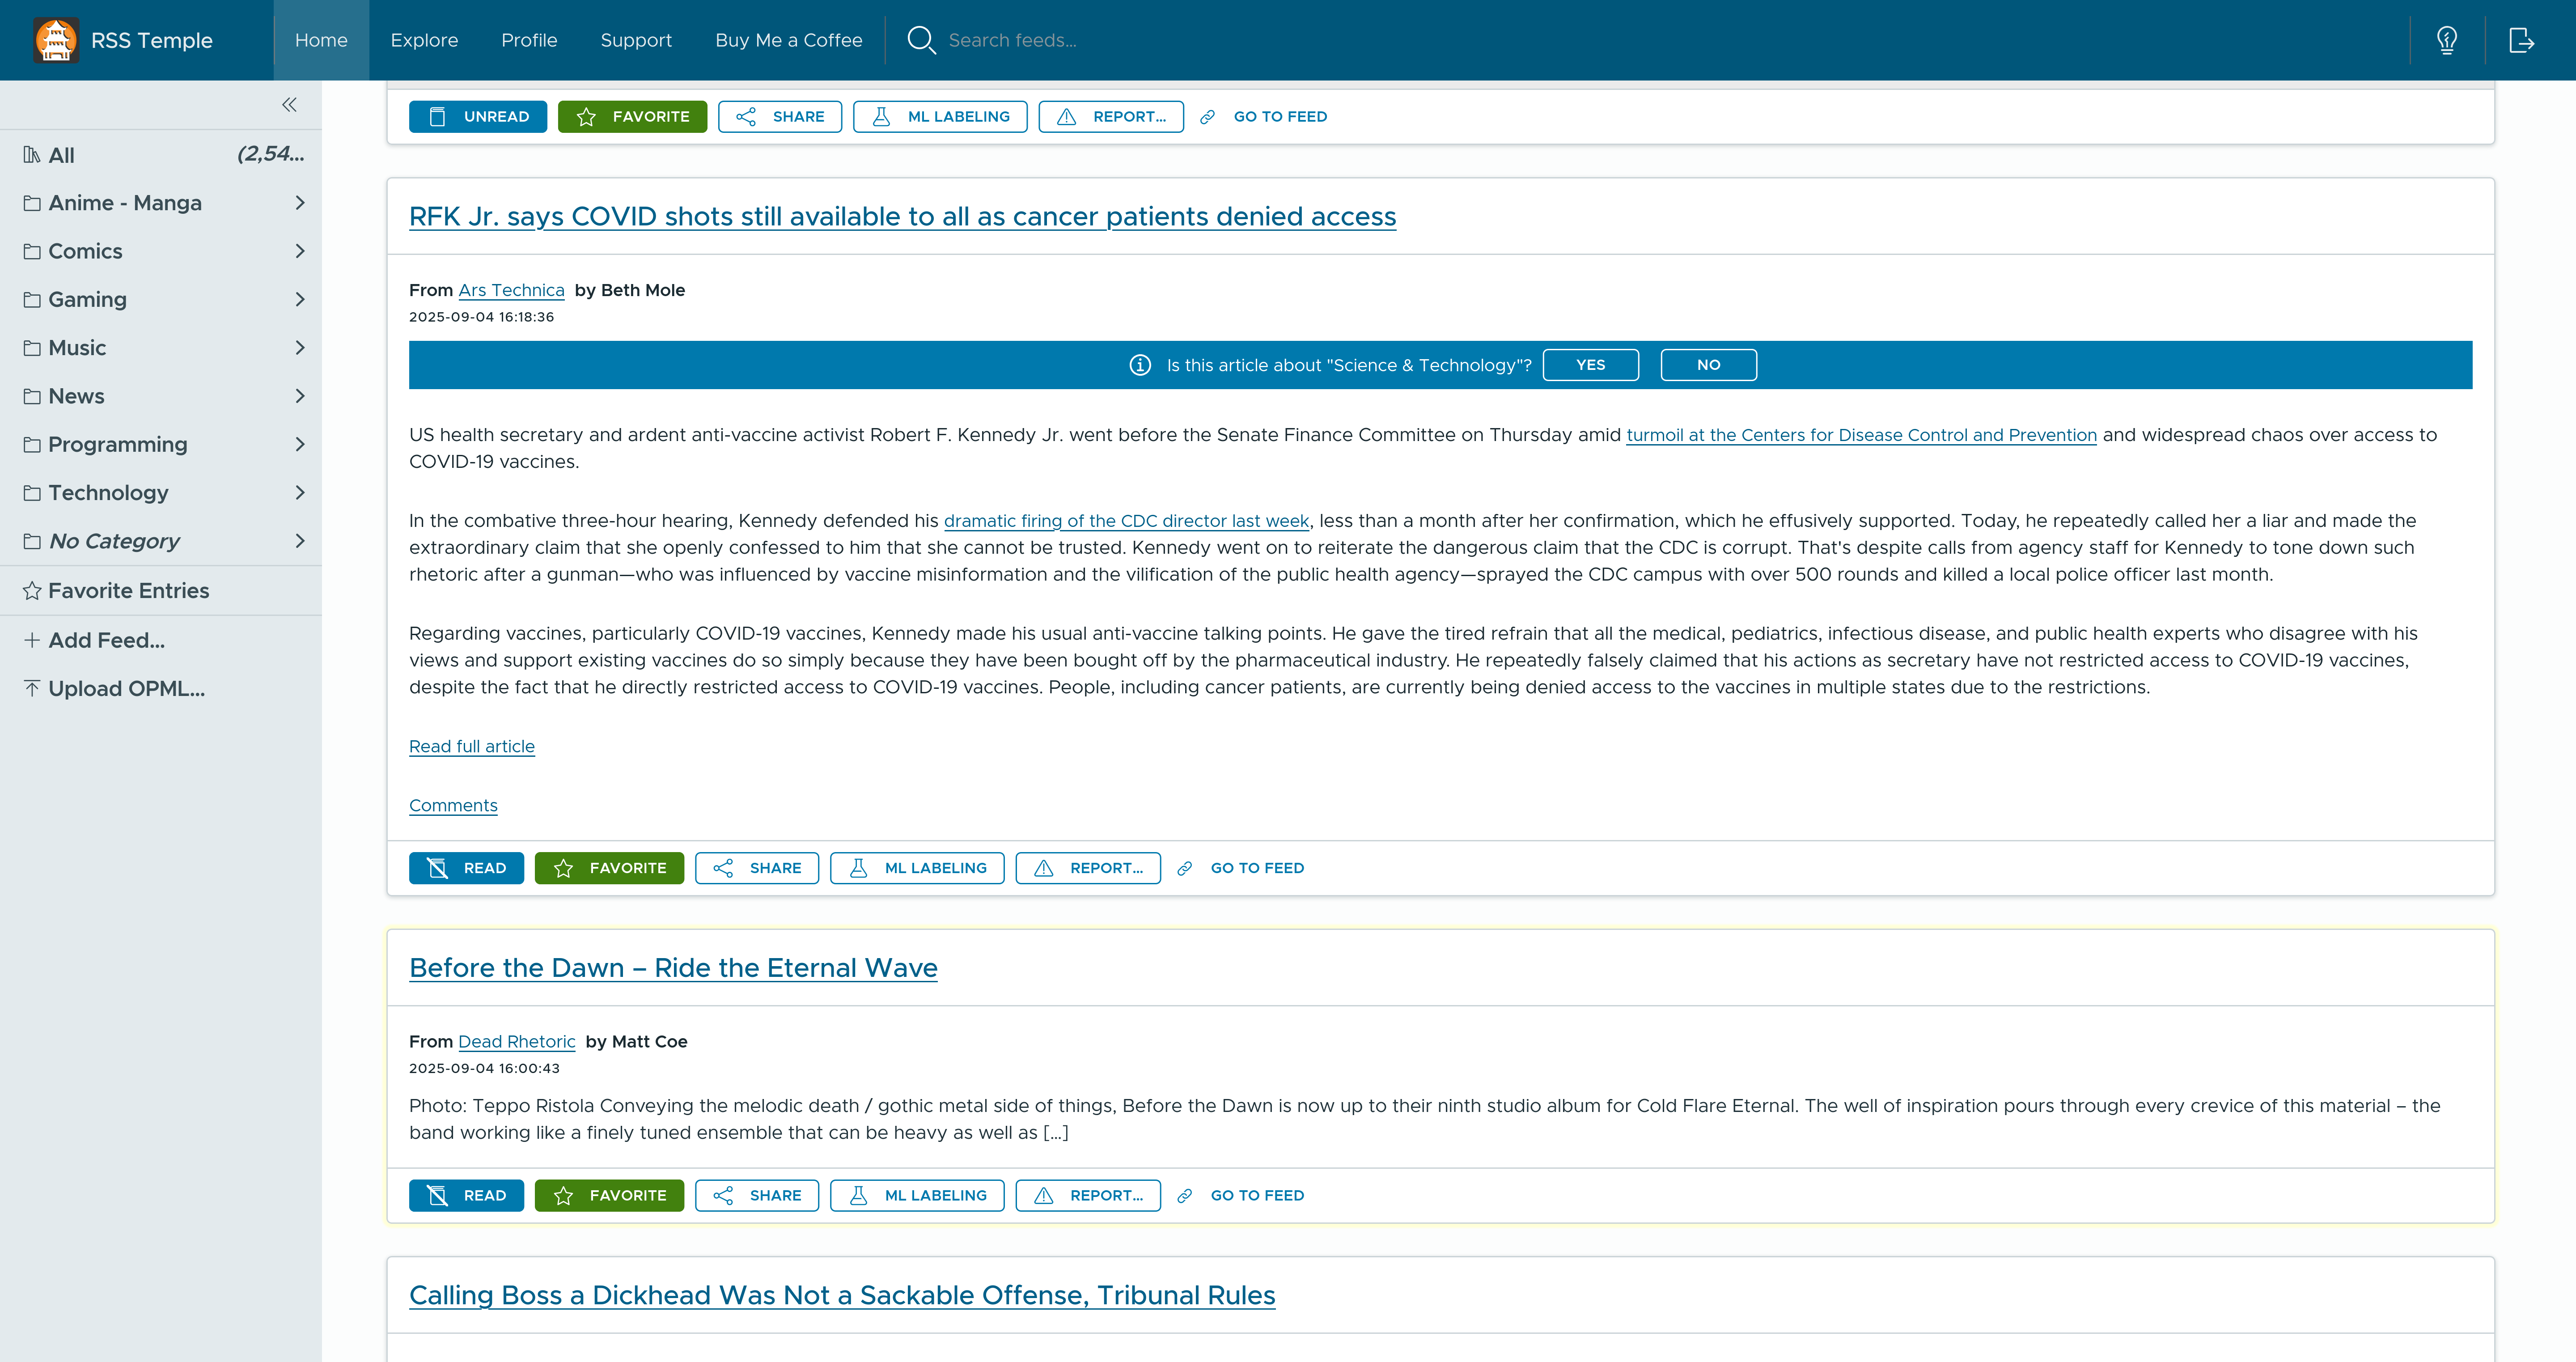 RSS Temple
Home
Explore
Profile
Support
Buy Me a Coffee
Search feeds...
All
(2,54...
Anime - Manga
Comics
Gaming
Music
News
Programming
Technology
No Category
Favorite Entries
Add Feed...
Upload OPML...
UNREAD
FAVORITE
SHARE
ML LABELING
REPORT...
GO TO FEED
RFK Jr. says COVID shots still available to all as cancer patients denied access
From Ars Technica by Beth Mole
2025-09-04 16:18:36
Is this article about "Science & Technology"?
YES
NO
US health secretary and ardent anti-vaccine activist Robert F. Kennedy Jr. went before the Senate Finance Committee on Thursday amid turmoil at the Centers for Disease Control and Prevention and widespread chaos over access to
COVID-19 vaccines.
In the combative three-hour hearing, Kennedy defended his dramatic firing of the CDC director last week, less than a month after her confirmation, which he effusively supported. Today, he repeatedly called her a liar and made the
extraordinary claim that she openly confessed to him that she cannot be trusted. Kennedy went on to reiterate the dangerous claim that the CDC is corrupt. That's despite calls from agency staff for Kennedy to tone down such
rhetoric after a gunman—who was influenced by vaccine misinformation and the vilification of the public health agency—sprayed the CDC campus with over 500 rounds and killed a local police officer last month.
Regarding vaccines, particularly COVID-19 vaccines, Kennedy made his usual anti-vaccine talking points. He gave the tired refrain that all the medical, pediatrics, infectious disease, and public health experts who disagree with his
views and support existing vaccines do so simply because they have been bought off by the pharmaceutical industry. He repeatedly falsely claimed that his actions as secretary have not restricted access to COVID-19 vaccines,
despite the fact that he directly restricted access to COVID-19 vaccines. People, including cancer patients, are currently being denied access to the vaccines in multiple states due to the restrictions.
Read full article
Comments
READ
FAVORITE
SHARE
ML LABELING
REPORT...
GO TO FEED
Before the Dawn – Ride the Eternal Wave
From Dead Rhetoric by Matt Coe
2025-09-04 16:00:43
Photo: Teppo Ristola Conveying the melodic death / gothic metal side of things, Before the Dawn is now up to their ninth studio album for Cold Flare Eternal. The well of inspiration pours through every crevice of this material – the
band working like a finely tuned ensemble that can be heavy as well as [...]
READ
FAVORITE
SHARE
ML LABELING
REPORT...
GO TO FEED
Calling Boss a Dickhead Was Not a Sackable Offense, Tribunal Rules